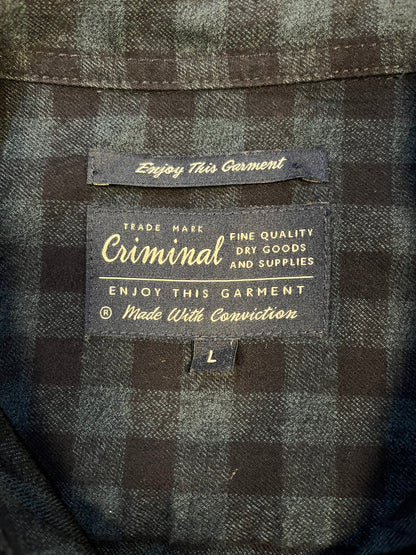 Enjoy This Garment
TRADE MARK
Criminal
FINE QUALITY
DRY GOODS
AND SUPPLIES
ENJOY THIS GARMENT
® Made With Conviction
L